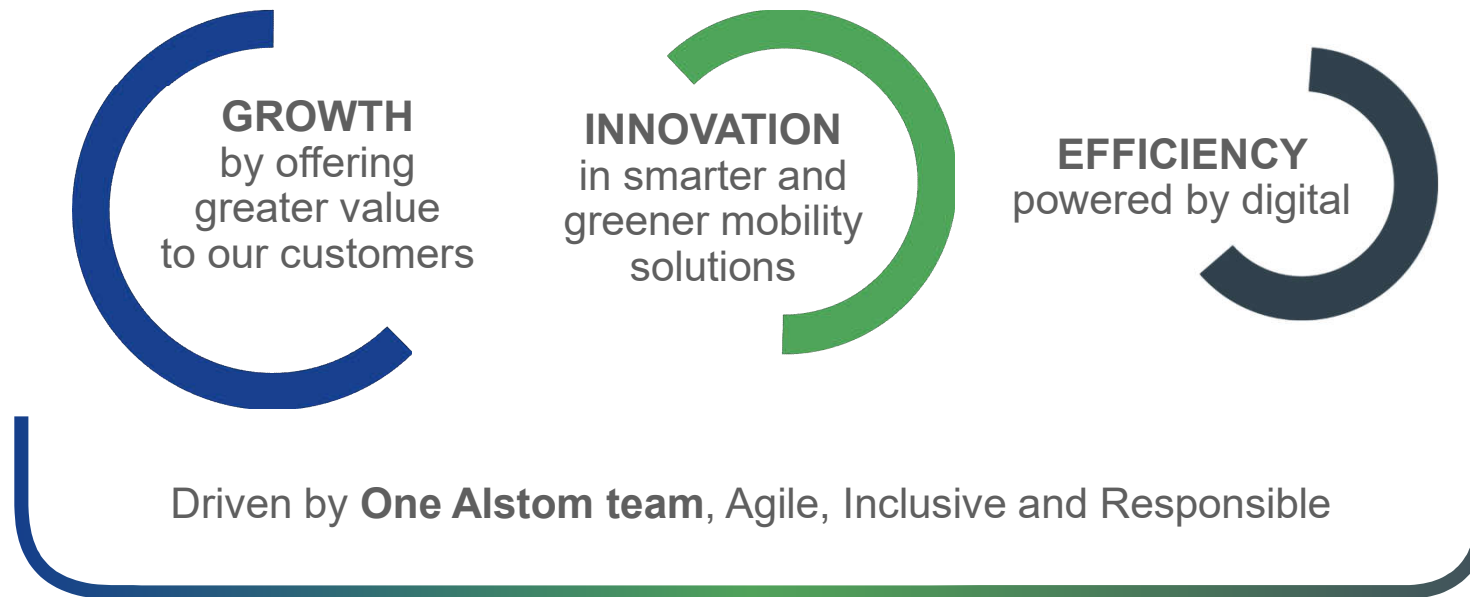 GROWTH
by offering
greater value
to our customers
INNOVATION
in smarter and
greener mobility
solutions
EFFICIENCY
powered by digital
Driven by One Alstom team, Agile, Inclusive and Responsible